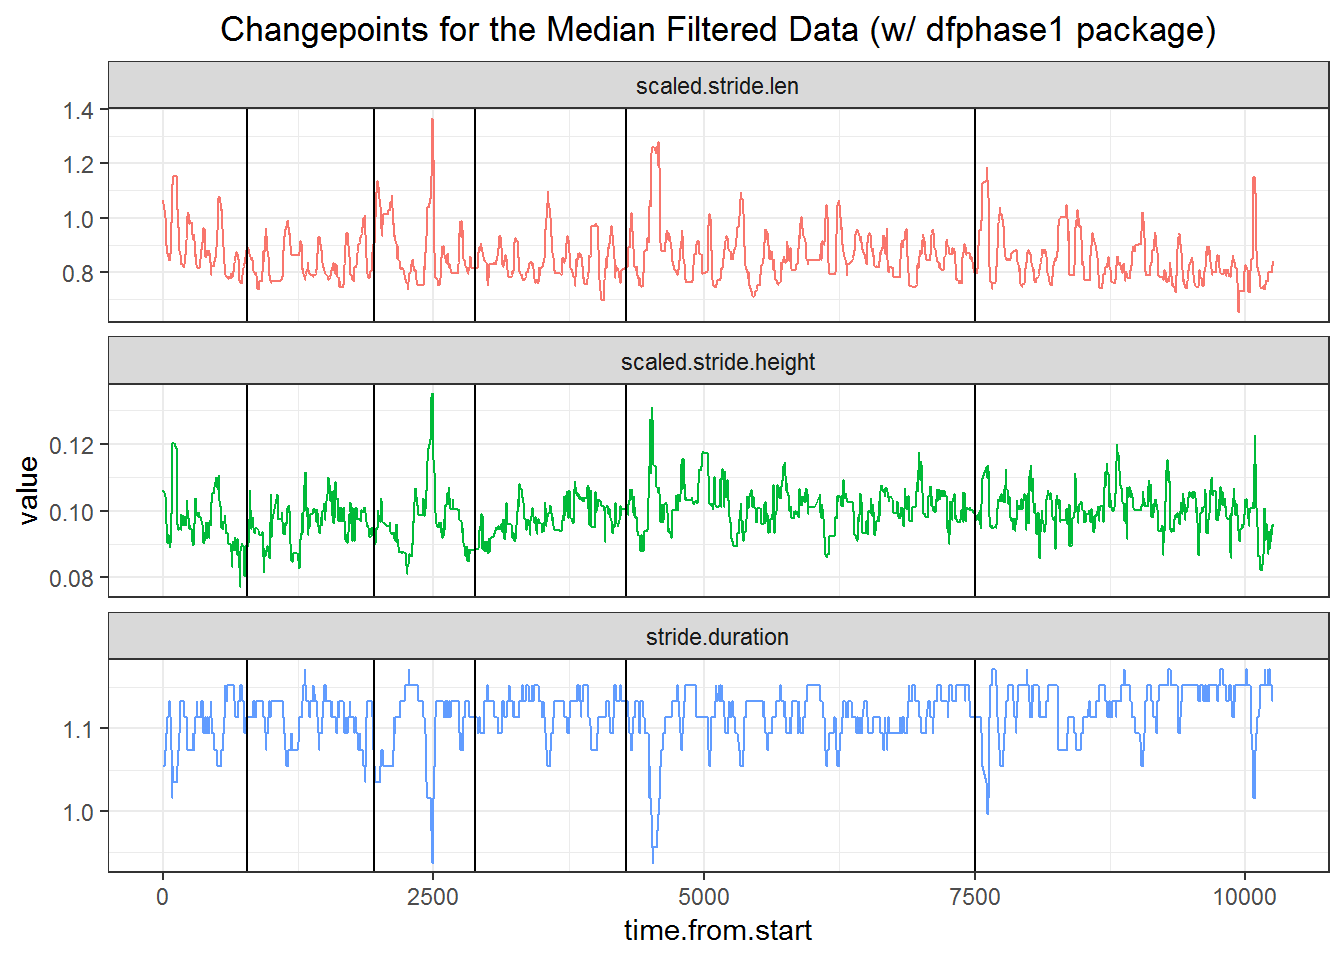 Changepoints for the Median Filtered Data (w/ dfphase1 package)
scaled.stride.len
1.4
1.2
1.0
0.8
scaled.stride.height
0.12
0.10
0.08
value
stride.duration
1.1
1.0
0 2500 5000 7500 10000
time.from.start